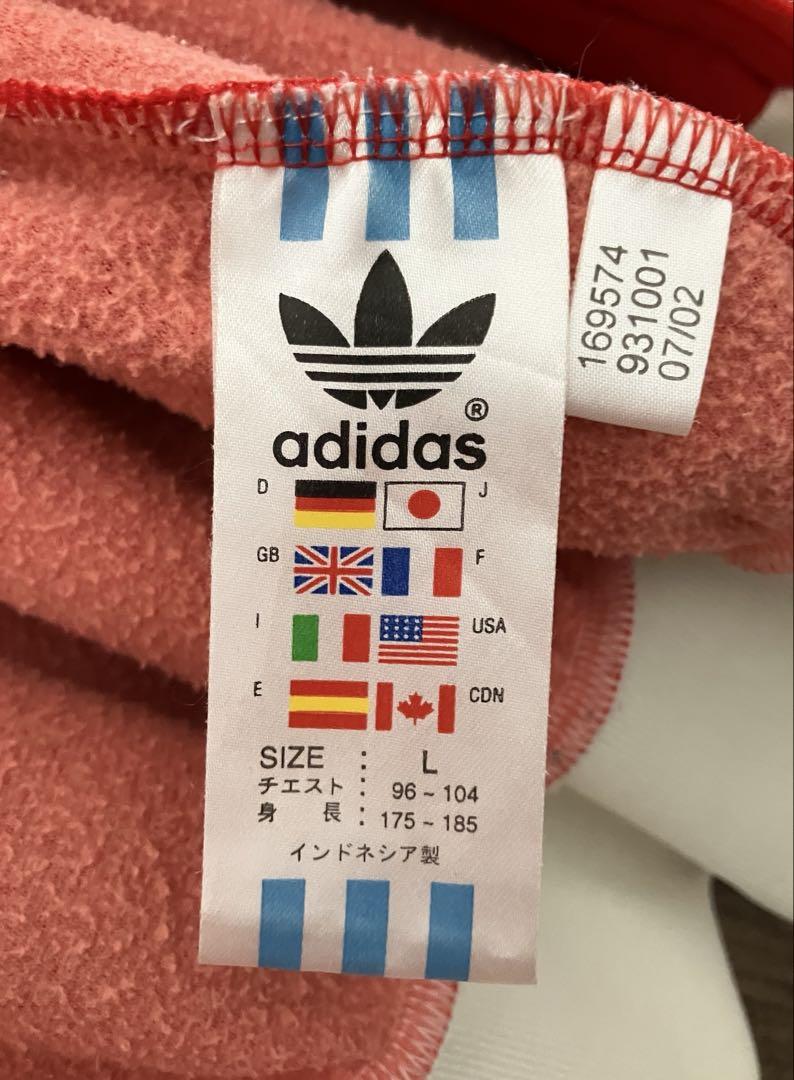 ®
adidas
D J
GB F
I USA
E CDN
SIZE : L
チエスト : 96 ~ 104
身 長 : 175 ~ 185
インドネシア製
169574
931001
07/02